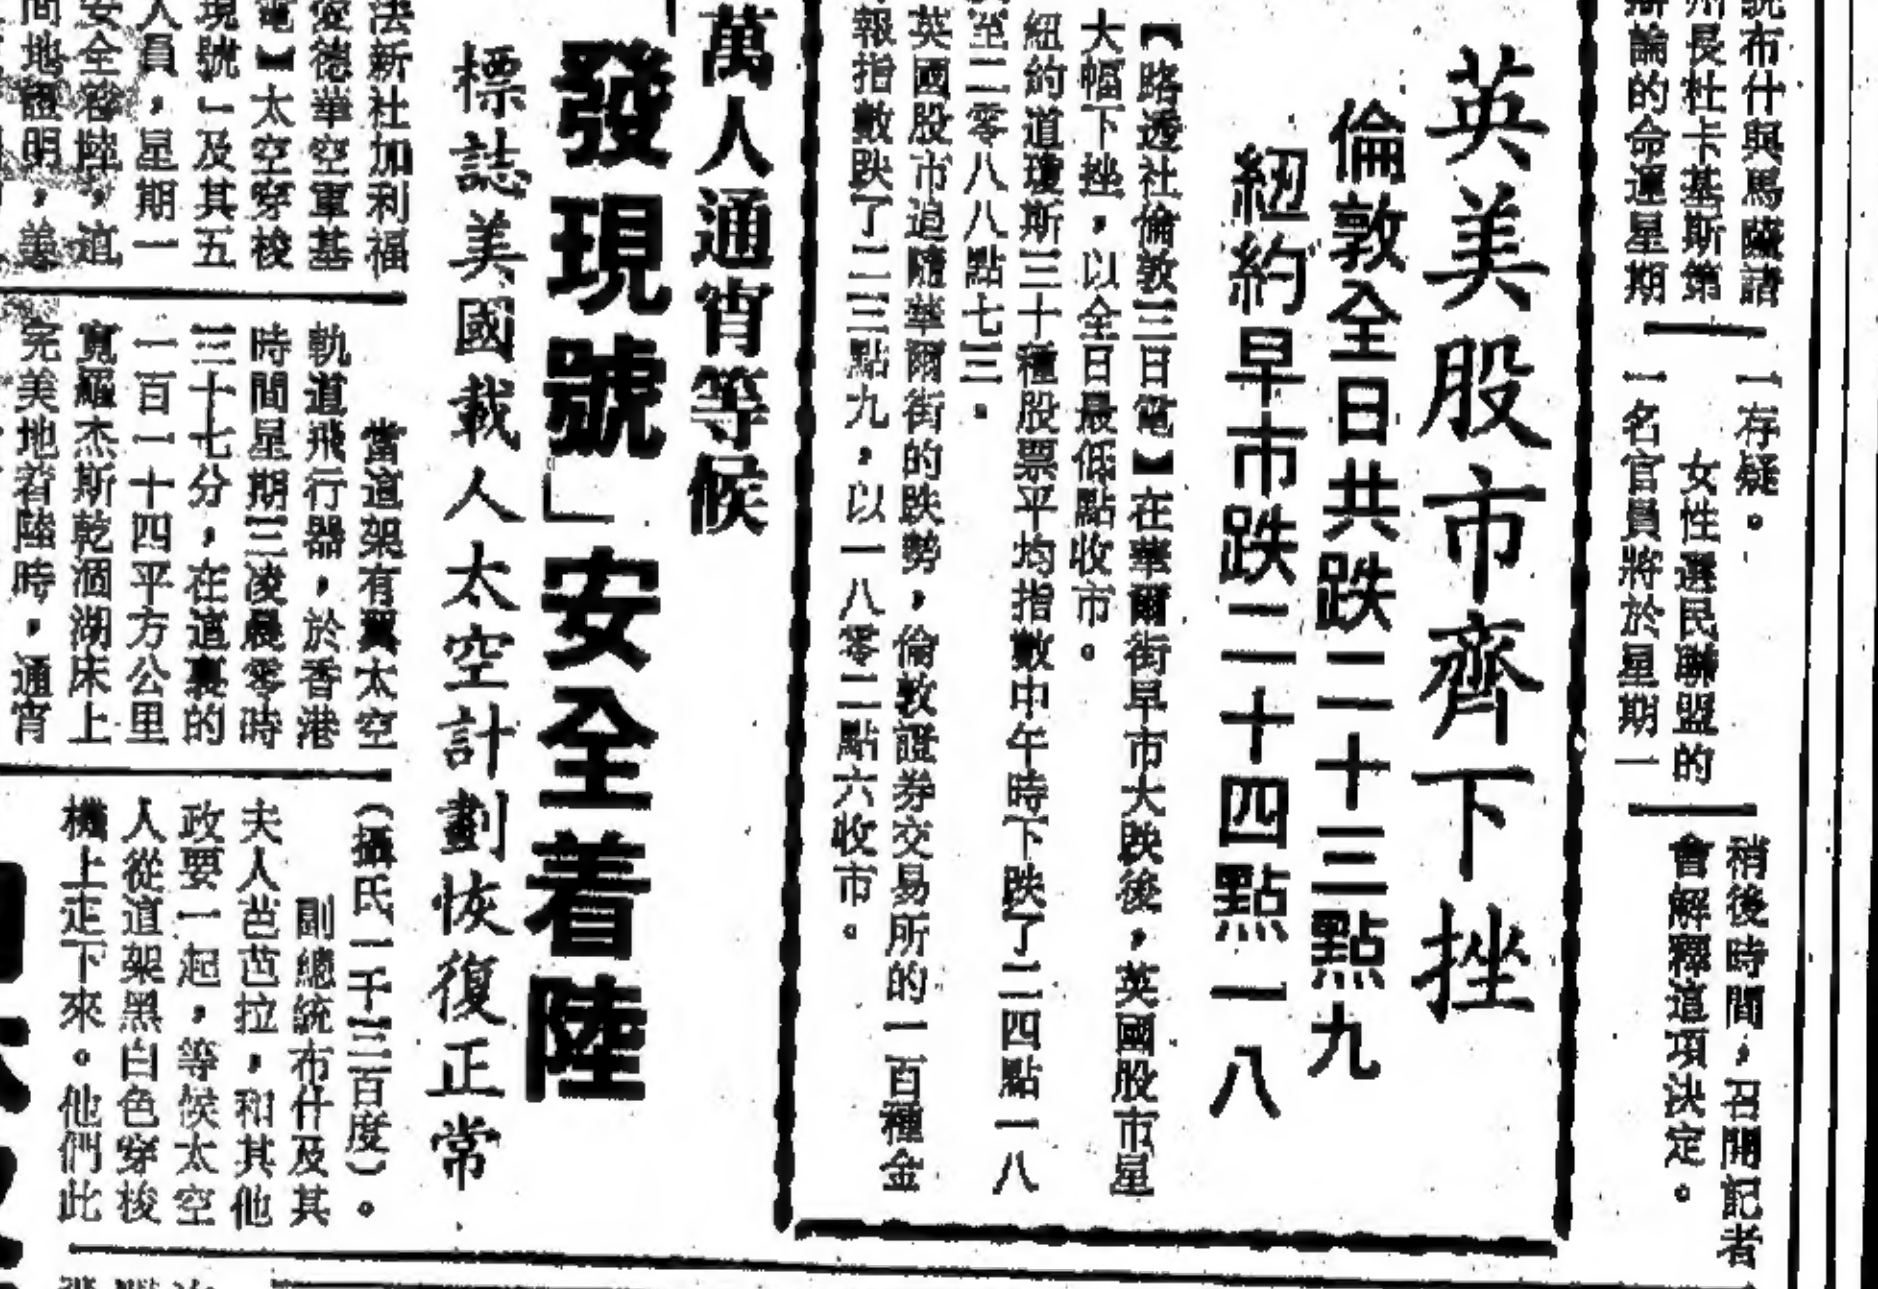 統布什與馬薩諸
州長杜卡基斯第
辯論的命運星期
一存疑。
女性選民聯盟的
一名官員將於星期一
稍後時間，召開記者
會解釋這項決定。
英美股市齊下挫
倫敦全日共跌二十三點九
紐約早市跌二十四點一八
【路透社倫敦三日電】在華爾街早市大跌後，英國股市星
大幅下挫，以全日最低點收市。
紐約道瓊斯三十種股票平均指數中午時下跌了二四點一八
至二零八八點七三。
英國股市追隨華爾街的跌勢，倫敦證券交易所的一百種金
報指數跌了二三點九，以一八零二點六收市。
萬人通宵等候
發現號」安全着陸
標誌美國載人太空計劃恢復正常
法新社加利福
愛德華空軍基
電】太空穿梭
現號」及其五
人員，星期一
安全着陸，這
間地證明，美
當這架有翼太空
軌道飛行器，於香港
時間星期三凌晨零時
三十七分，在這裏的
一百一十四平方公里
寬羅杰斯乾涸湖床上
完美地着陸時，通宵
（攝氏一千三百度）。
副總統布什及其
夫人芭芭拉，和其他
政要一起，等候太空
人從這架黑白色穿梭
機上走下來。他們此